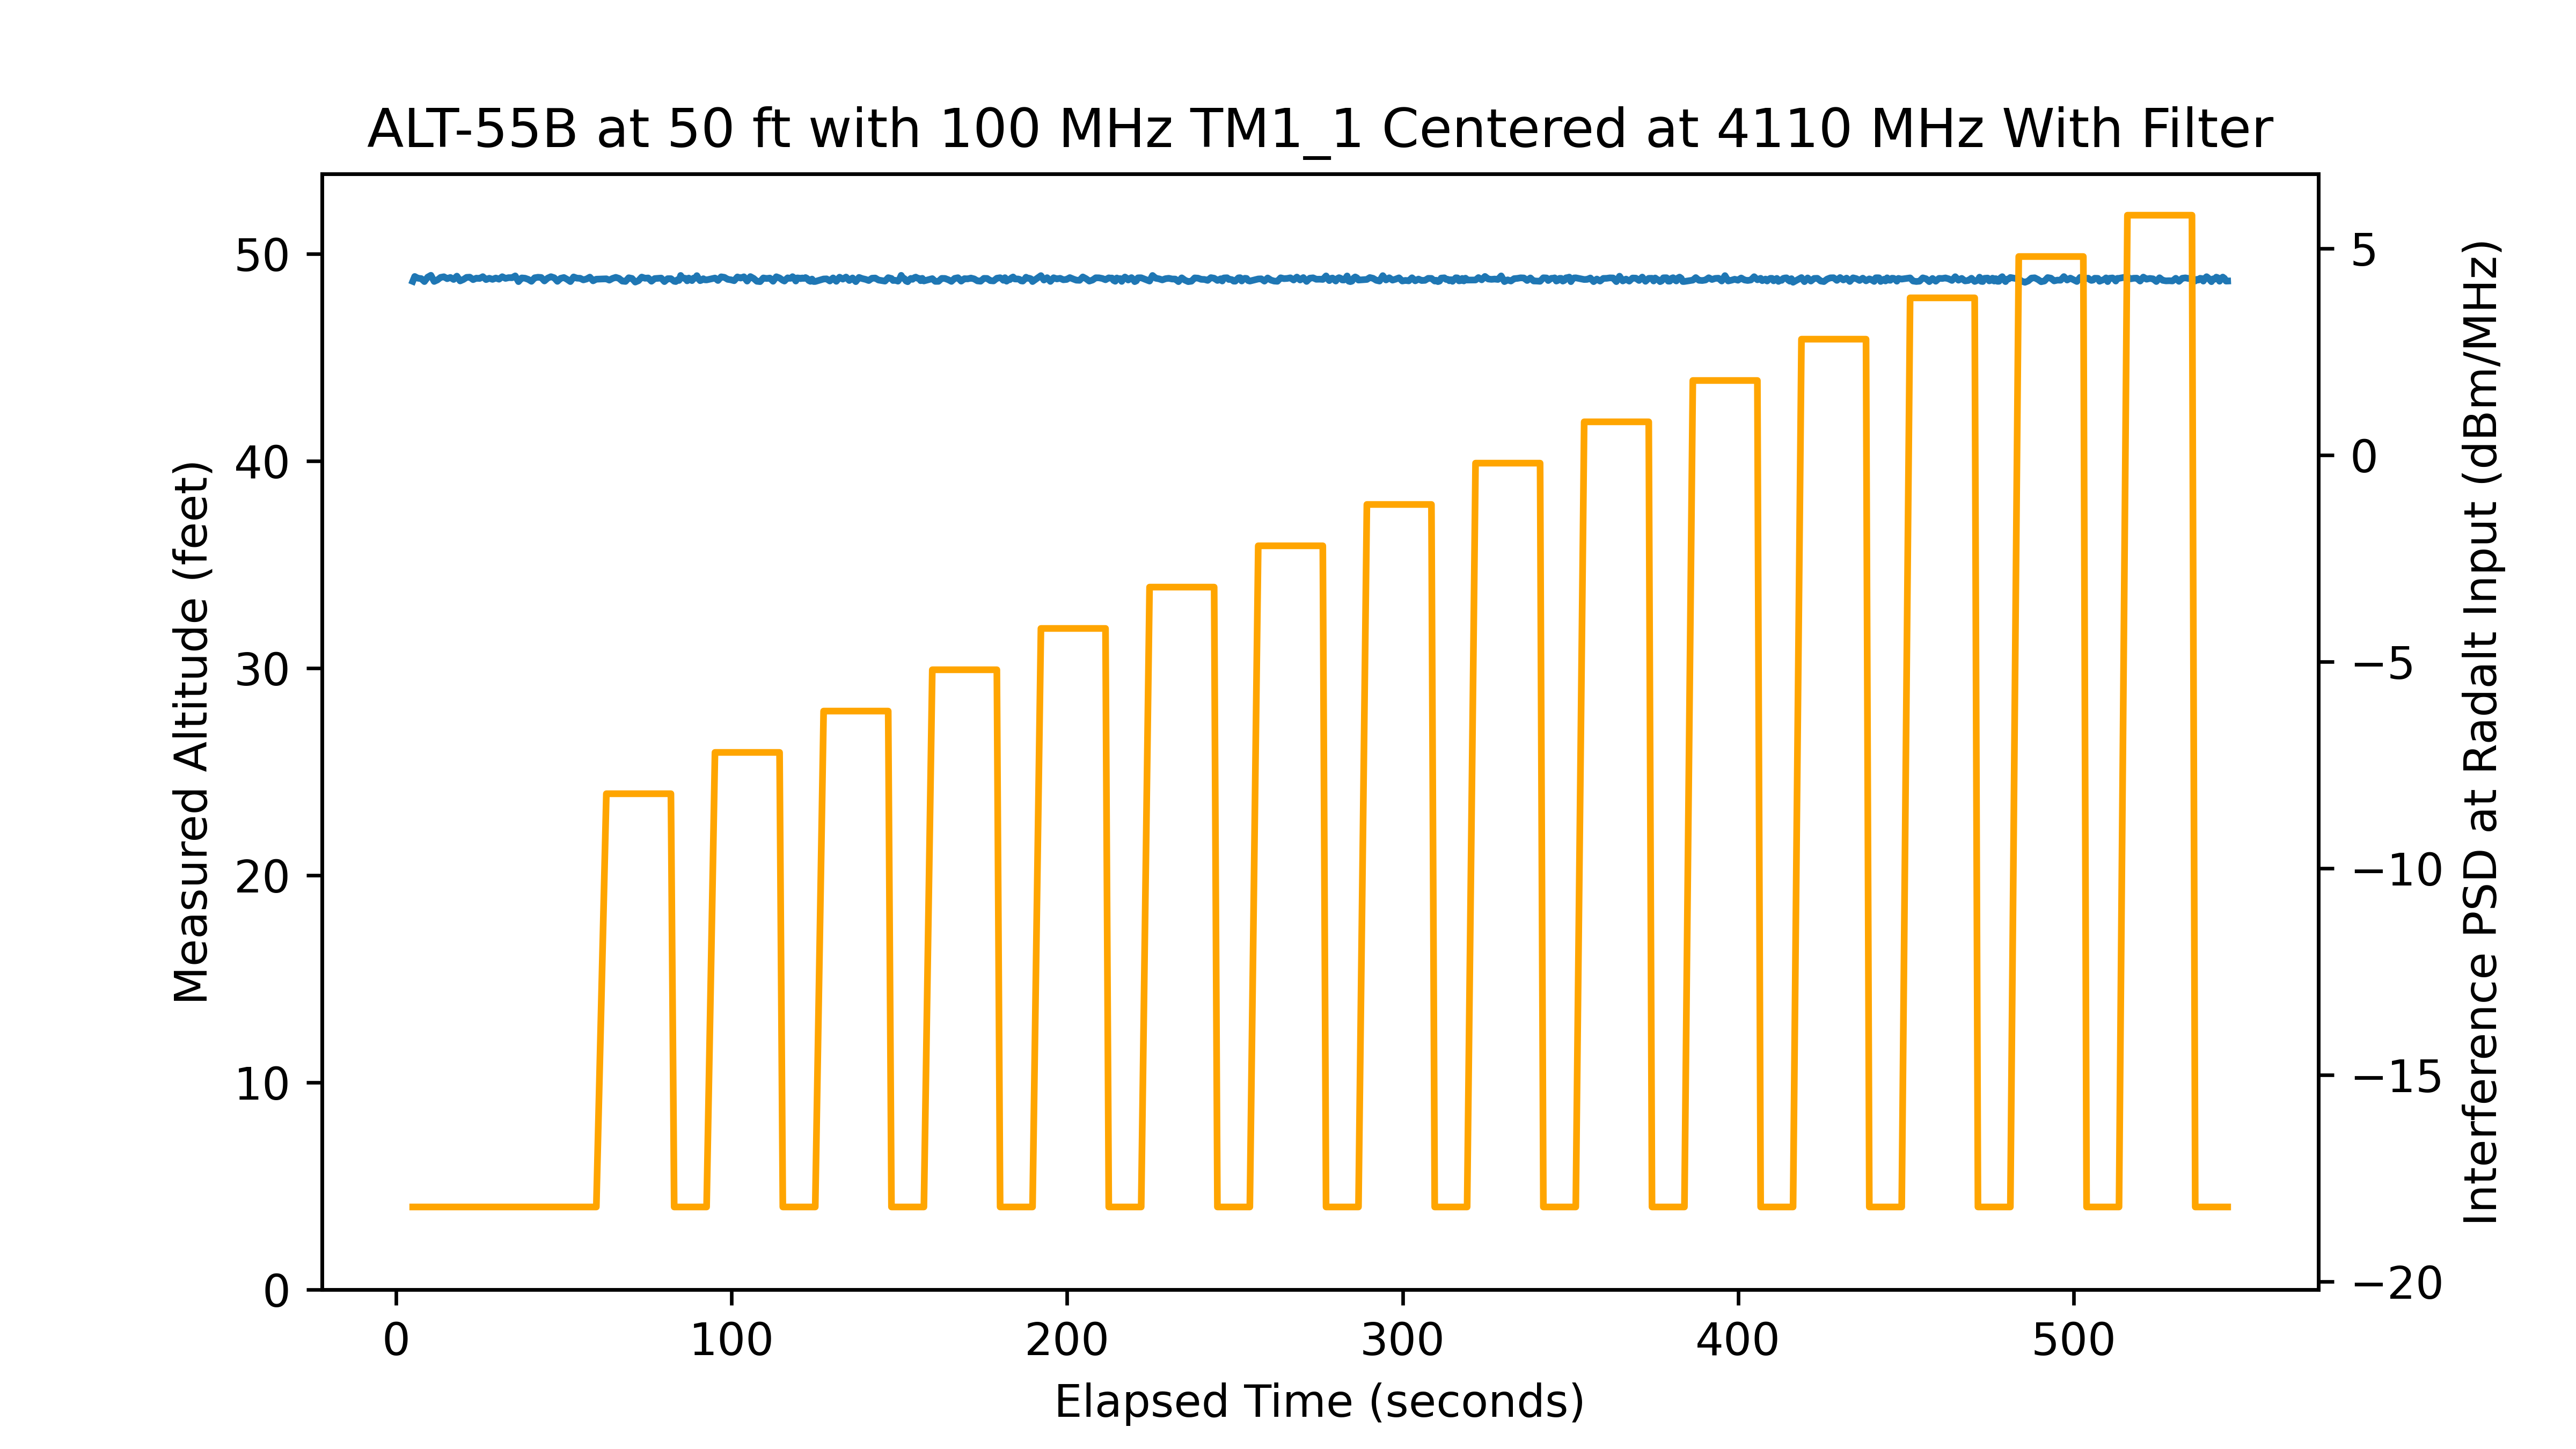 ALT-55B at 50 ft with 100 MHz TM1_1 Centered at 4110 MHz With Filter
Measured Altitude (feet)
50
40
30
20
10
0
5
0
−5
−10
−15
−20
Interference PSD at Radalt Input (dBm/MHz)
0 100 200 300 400 500
Elapsed Time (seconds)